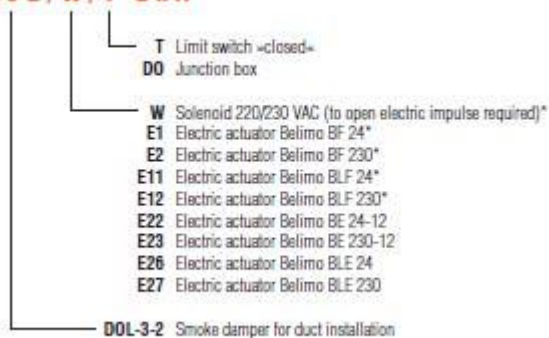 T Limit switch »closed«
DO Junction box
W Solenoid 220/230 VAC (to open electric impulse required)*
E1 Electric actuator Belimo BF 24*
E2 Electric actuator Belimo BF 230*
E11 Electric actuator Belimo BLF 24*
E12 Electric actuator Belimo BLF 230*
E22 Electric actuator Belimo BE 24-12
E23 Electric actuator Belimo BE 230-12
E26 Electric actuator Belimo BLE 24
E27 Electric actuator Belimo BLE 230
DOL-3-2 Smoke damper for duct installation